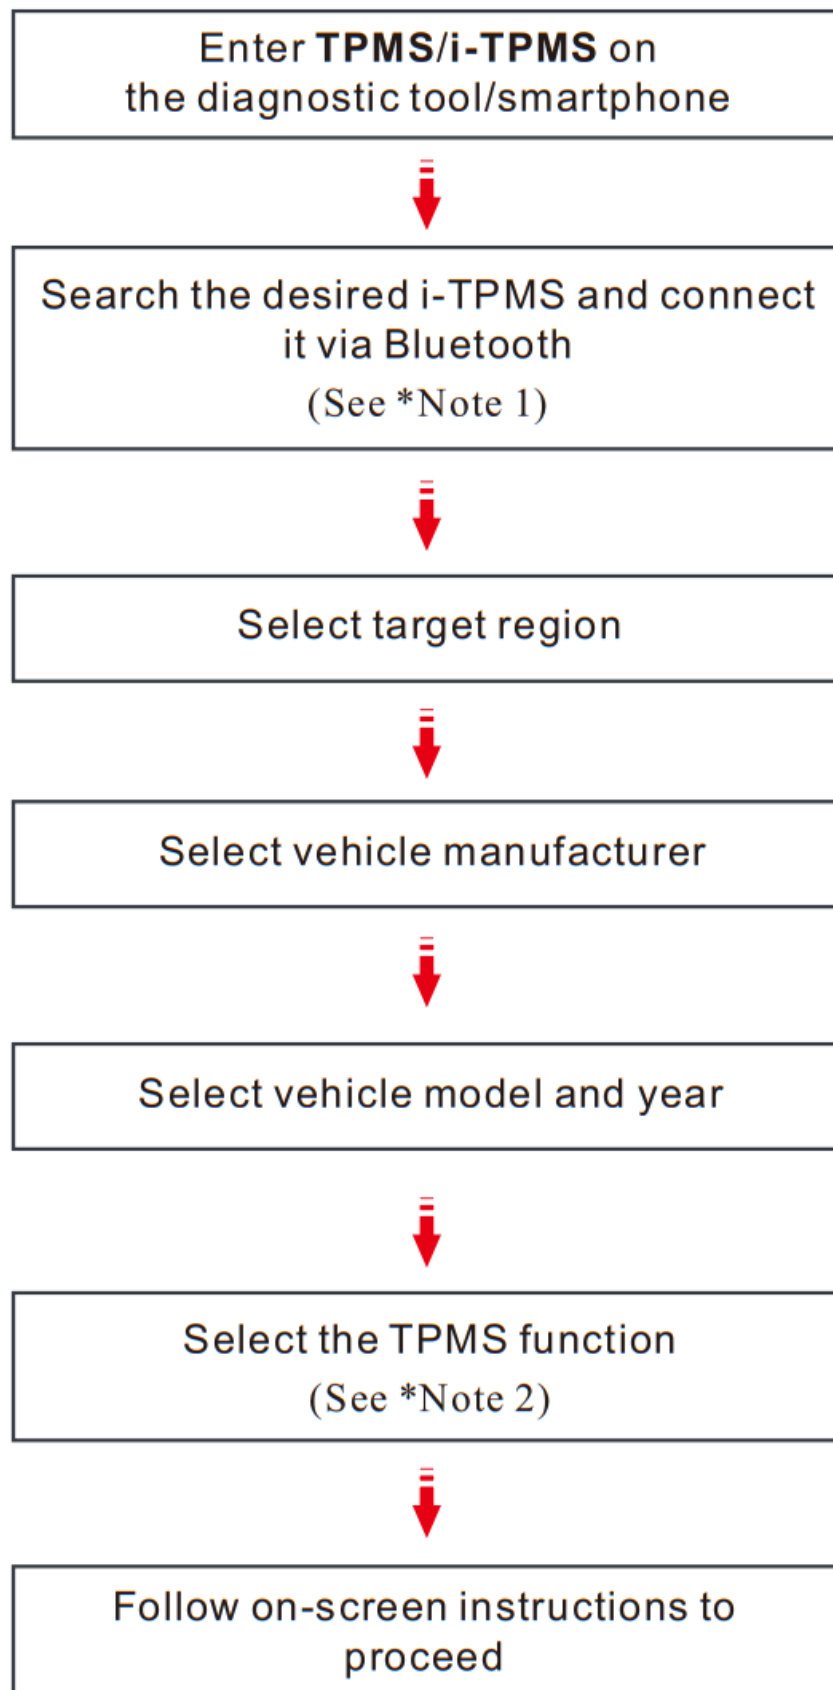 Enter TPMS/i-TPMS on
the diagnostic tool/smartphone
Search the desired i-TPMS and connect
it via Bluetooth
(See *Note 1)
Select target region
Select vehicle manufacturer
Select vehicle model and year
Select the TPMS function
(See *Note 2)
Follow on-screen instructions to
proceed